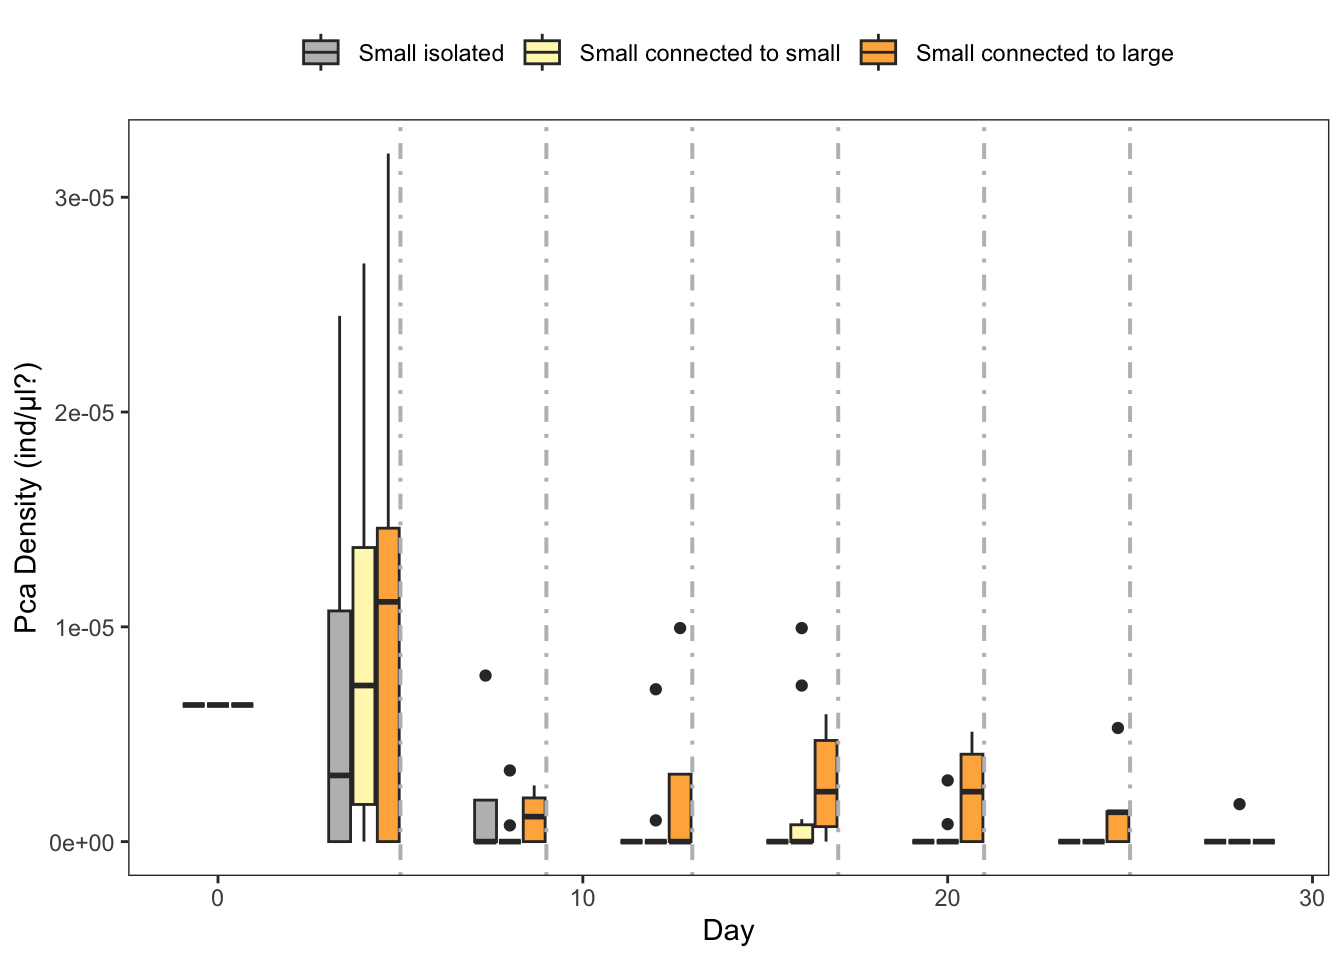 Small isolated Small connected to small Small connected to large
Pca Density (ind/µl?)
3e-05
2e-05
1e-05
0e+00
0 10 20 30
Day